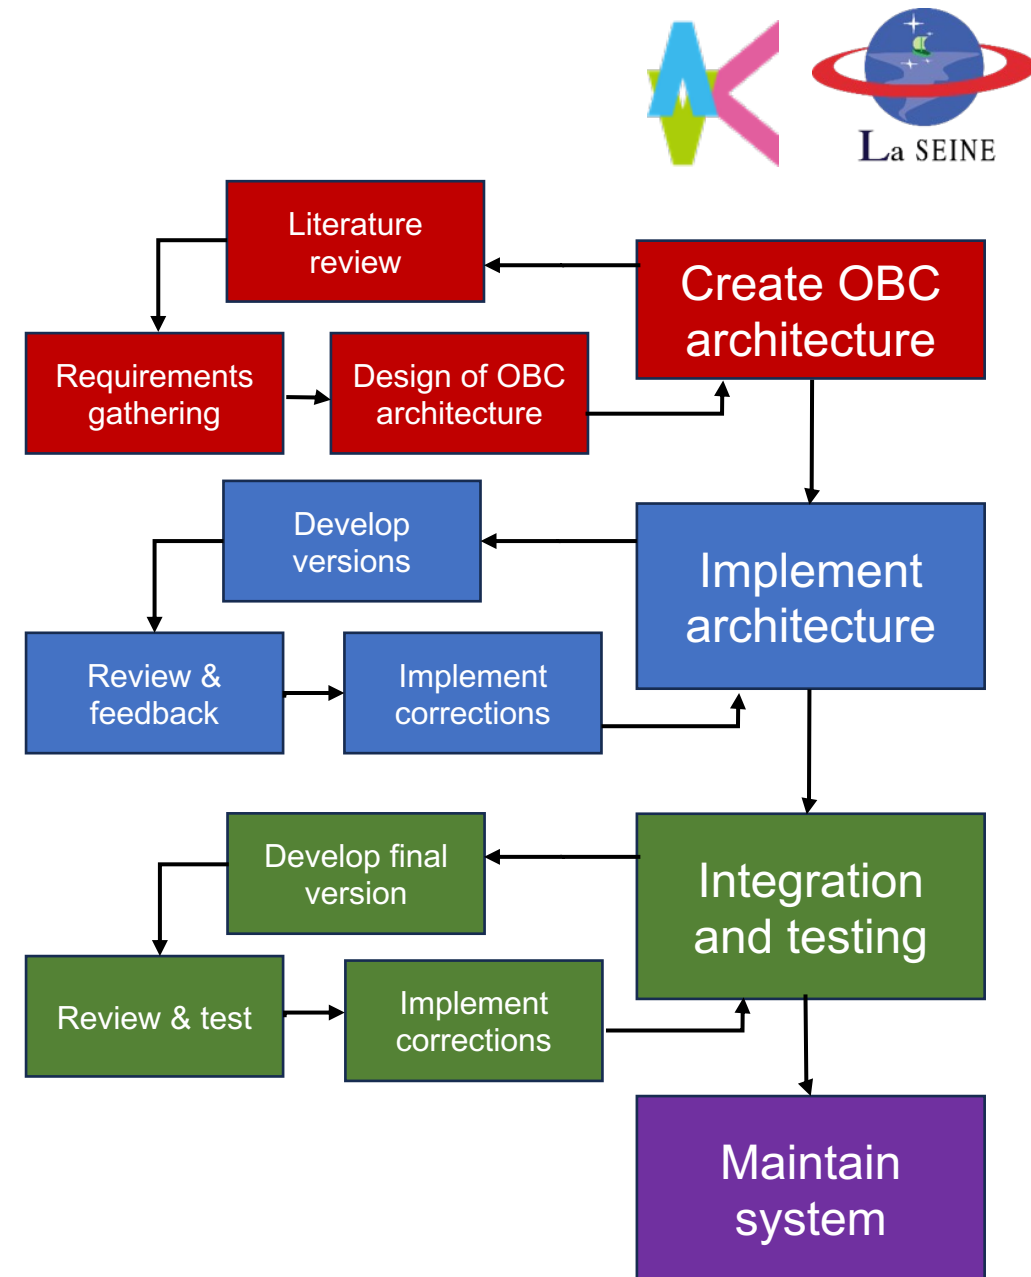 La SEINE
Literature
review
Create OBC
architecture
Requirements
gathering
Design of OBC
architecture
Develop
versions
Implement
architecture
Review &
feedback
Implement
corrections
Develop final
version
Integration
and testing
Review & test
Implement
corrections
Maintain
system